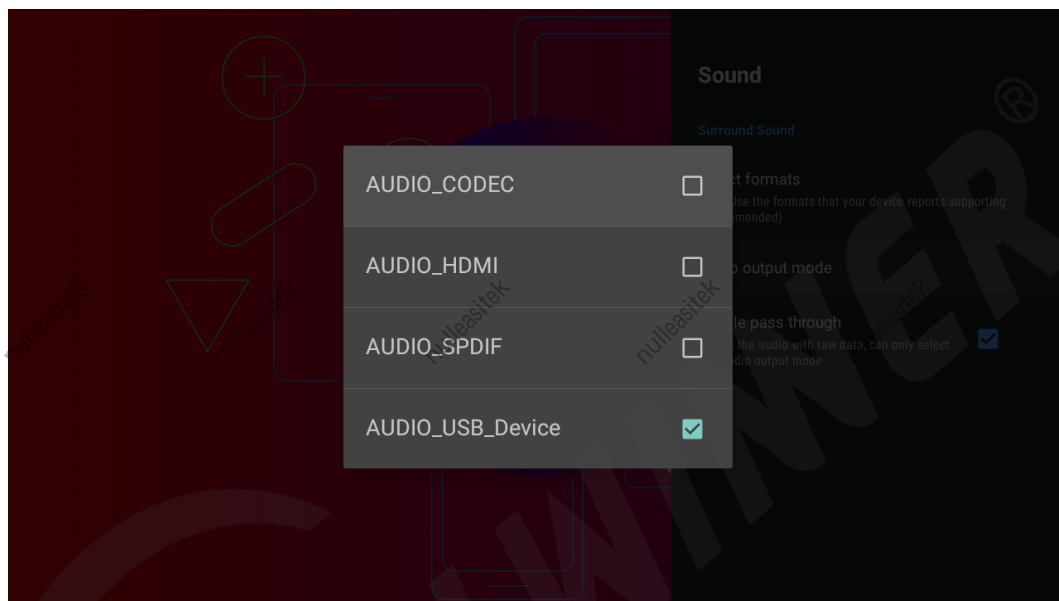 Sound
Surround Sound
AUDIO_CODEC
ct formats
Use the formats that your device reports supporting
mended)
AUDIO_HDMI
output mode
AUDIO_SPDIF
le pass through
the audio with raw data, can only select
dio output mode
AUDIO_USB_Device
nulleasitek
nulleasitek
nulleasitek
nulleasitek
nulleasitek
WINNER®